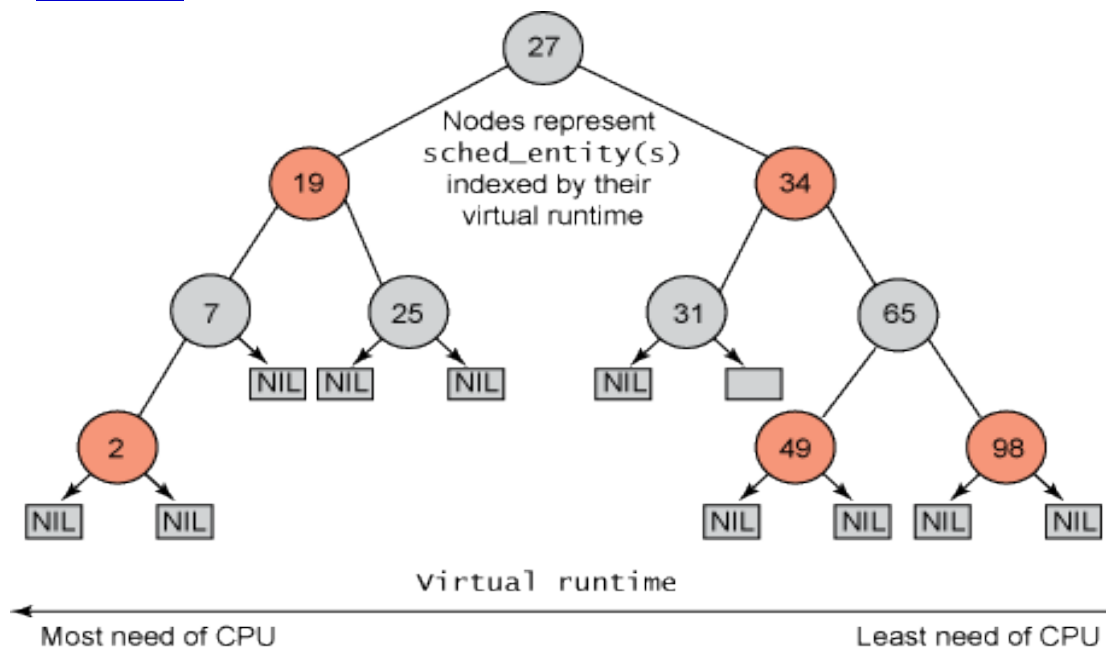 27
Nodes represent
sched_entity(s)
indexed by their
virtual runtime
19
34
7
25
31
65
NIL
NIL
NIL
NIL
2
49
98
NIL
NIL
NIL
NIL
NIL
NIL
Virtual runtime
Most need of CPU
Least need of CPU